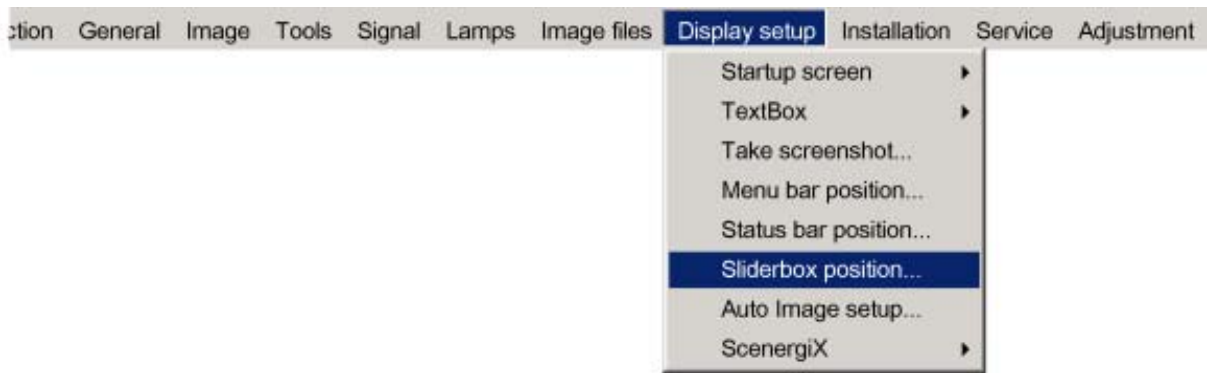 ction General Image Tools Signal Lamps Image files Display setup Installation Service Adjustment
Startup screen
TextBox
Take screenshot...
Menu bar position...
Status bar position...
Sliderbox position...
Auto Image setup...
ScenergiX